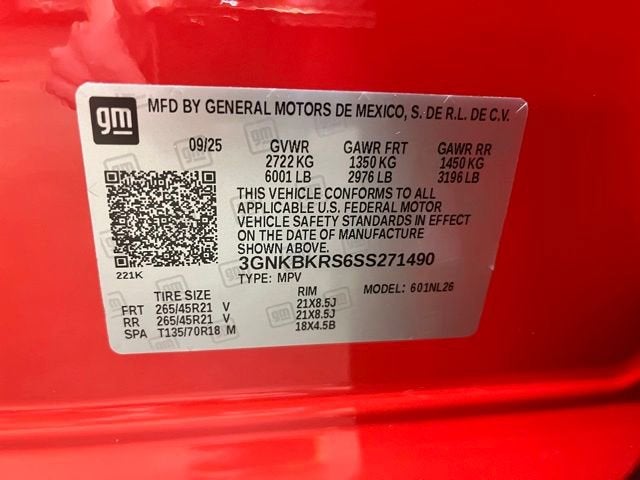 gm MFD BY GENERAL MOTORS DE MEXICO, S. DE R.L. DE C.V.
09/25 GVWR GAWR FRT GAWR RR
2722 KG 1350 KG 1450 KG
6001 LB 2976 LB 3196 LB
THIS VEHICLE CONFORMS TO ALL
APPLICABLE U.S. FEDERAL MOTOR
VEHICLE SAFETY STANDARDS IN EFFECT
ON THE DATE OF MANUFACTURE
SHOWN ABOVE.
3GNKBKRS6SS271490
221K TYPE: MPV MODEL: 601NL26
TIRE SIZE RIM
FRT 265/45R21 V 21X8.5J
RR 265/45R21 V 21X8.5J
SPA T135/70R18 M 18X4.5B